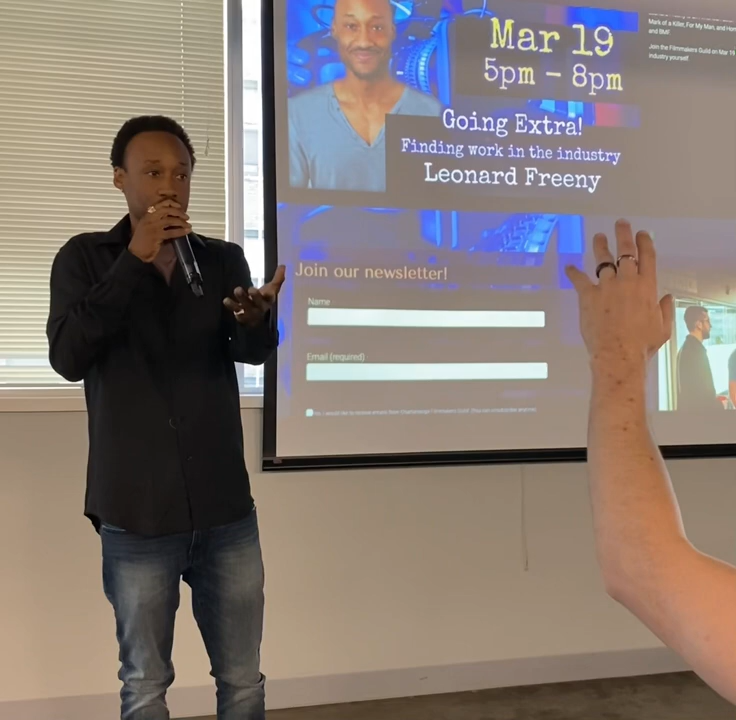 Mar 19
5pm – 8pm
Going Extra!
Finding work in the industry
Leonard Freeny
Mark of a Killer, For My Man, and
and BMF.
Join the Filmmakers Guild on Mar 19
industry yourself.
Join our newsletter!
Name
Email (required)